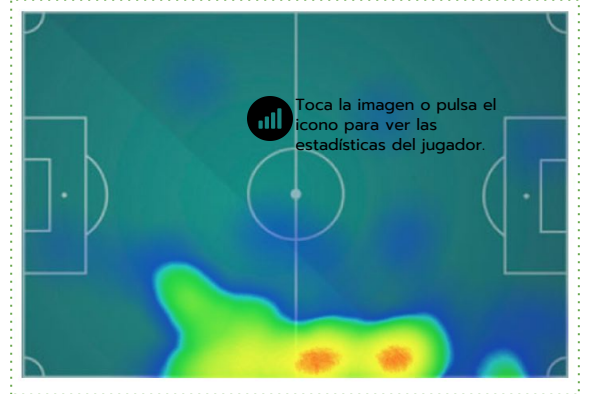 Toca la imagen o pulsa el
icono para ver las
estadísticas del jugador.